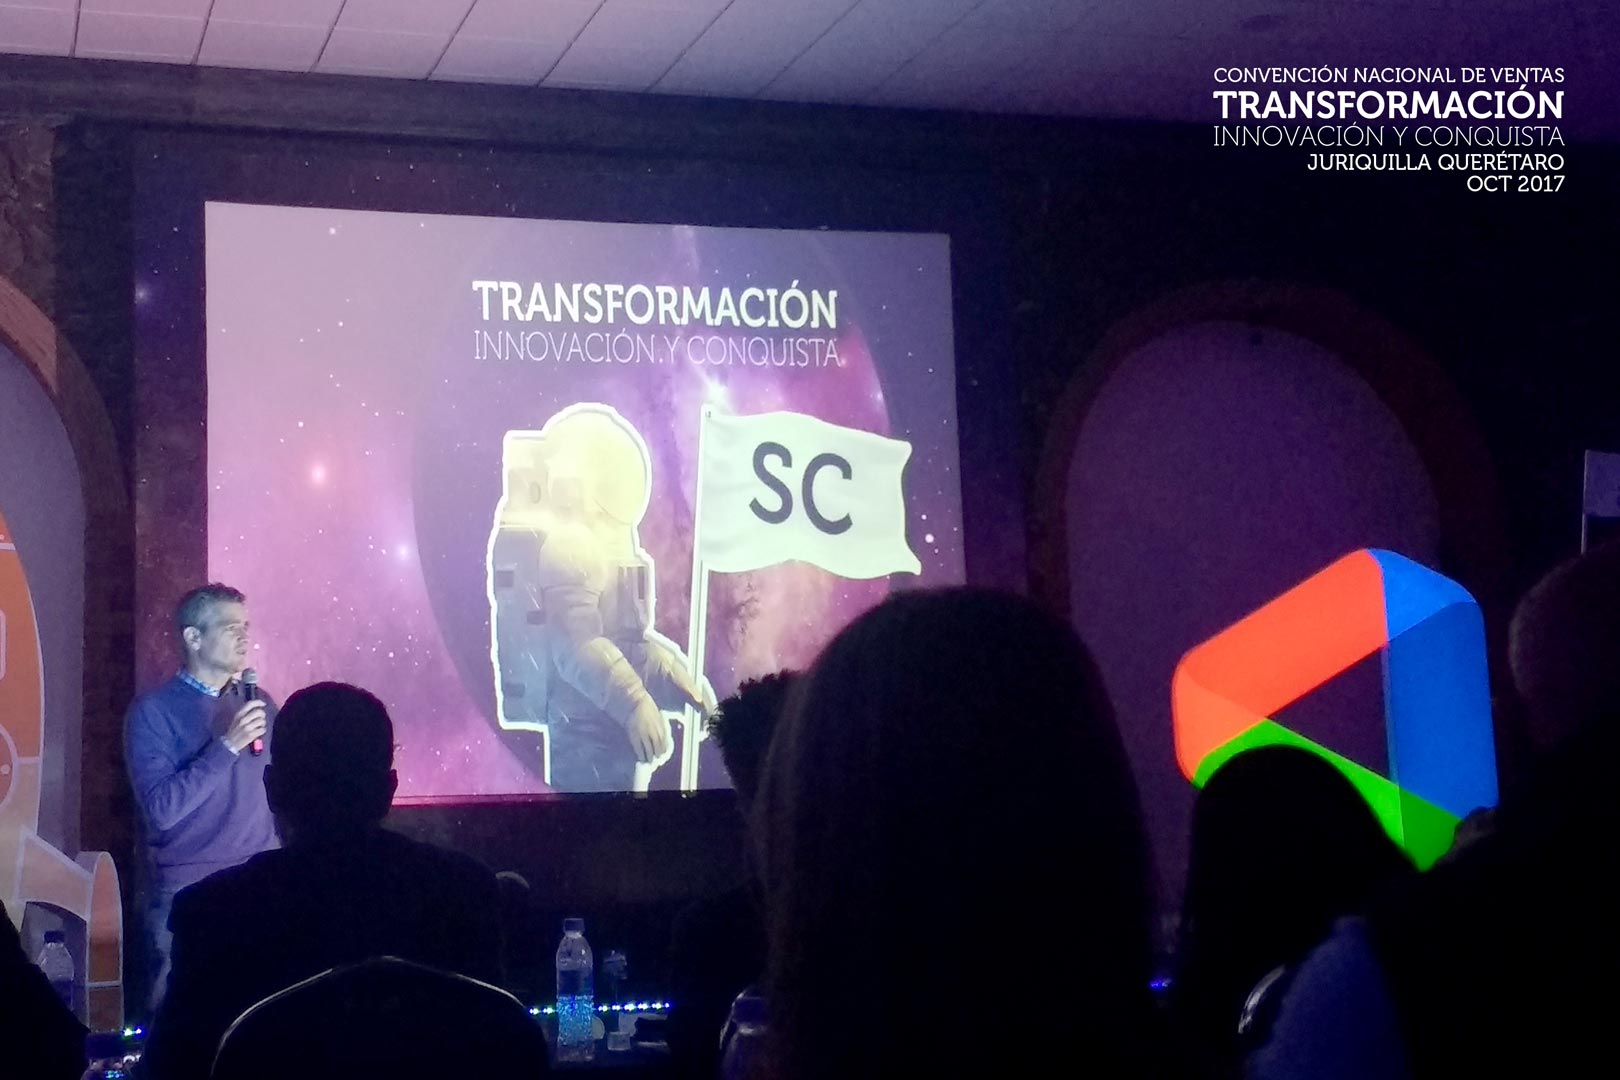 CONVENCIÓN NACIONAL DE VENTAS
TRANSFORMACIÓN
INNOVACIÓN Y CONQUISTA
JURIQUILLA QUERÉTARO
OCT 2017
TRANSFORMACIÓN
INNOVACIÓN Y CONQUISTA
SC